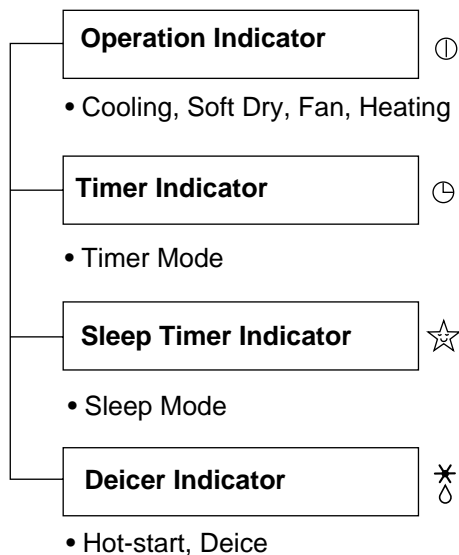 Operation Indicator
• Cooling, Soft Dry, Fan, Heating
Timer Indicator
• Timer Mode
Sleep Timer Indicator
• Sleep Mode
Deicer Indicator
• Hot-start, Deice